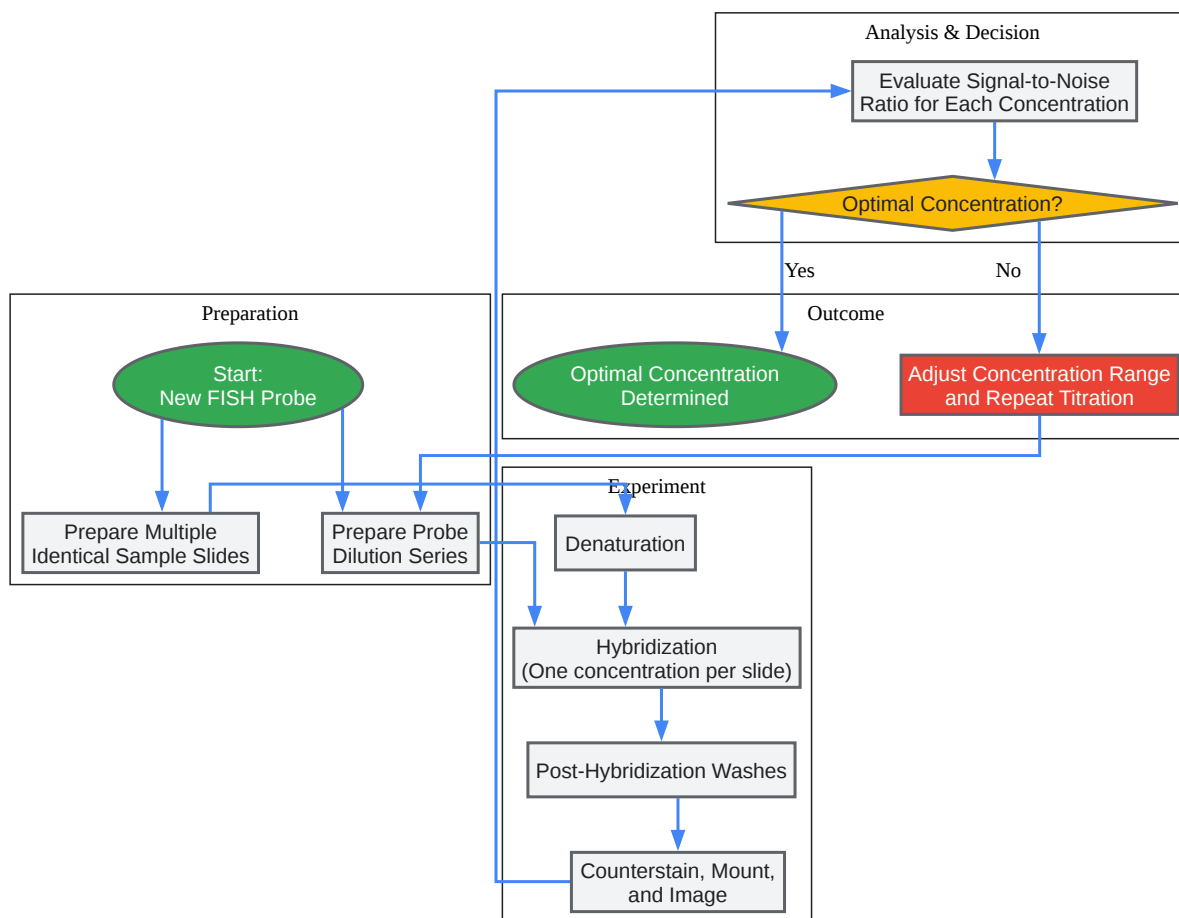 Analysis & Decision
Evaluate Signal-to-Noise
Ratio for Each Concentration
Optimal Concentration?
Yes
No
Preparation
Outcome
Start:
New FISH Probe
Optimal Concentration
Determined
Adjust Concentration Range
and Repeat Titration
Experiment
Prepare Multiple
Identical Sample Slides
Prepare Probe
Dilution Series
Denaturation
Hybridization
(One concentration per slide)
Post-Hybridization Washes
Counterstain, Mount,
and Image